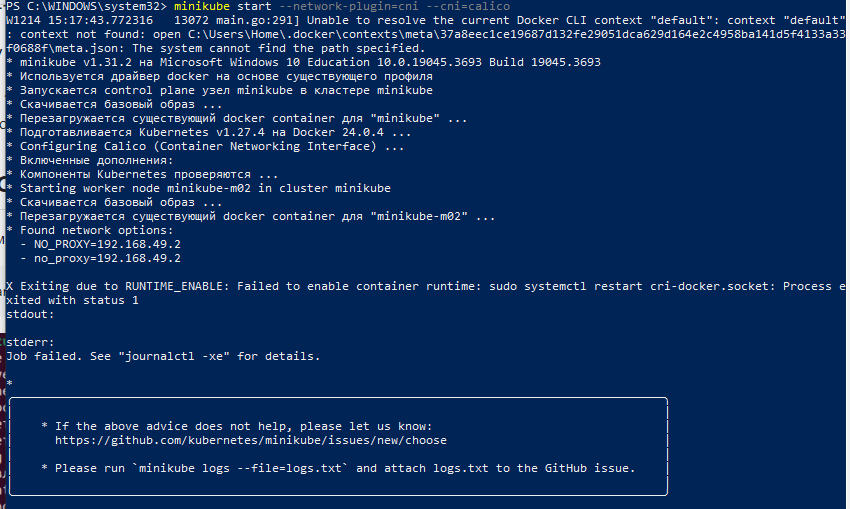 PS C:\WINDOWS\system32> minikube start --network-plugin=cni --cni=calico
W1214 15:17:43.772316   13072 main.go:291] Unable to resolve the current Docker CLI context "default": context "default"
: context not found: open C:\Users\Home\.docker\contexts\meta\37a8eec1ce19687d132fe29051dca629d164e2c4958ba141d5f4133a33
f0688f\meta.json: The system cannot find the path specified.
* minikube v1.31.2 на Microsoft Windows 10 Education 10.0.19045.3693 Build 19045.3693
* Используется драйвер docker на основе существующего профиля
* Запускается control plane узел minikube в кластере minikube
* Скачивается базовый образ ...
* Перезагружается существующий docker container для "minikube" ...
* Подготавливается Kubernetes v1.27.4 на Docker 24.0.4 ...
* Configuring Calico (Container Networking Interface) ...
* Включенные дополнения:
* Компоненты Kubernetes проверяются ...
* Starting worker node minikube-m02 in cluster minikube
* Скачивается базовый образ ...
* Перезагружается существующий docker container для "minikube-m02" ...
* Found network options:
  - NO_PROXY=192.168.49.2
  - no_proxy=192.168.49.2
X Exiting due to RUNTIME_ENABLE: Failed to enable container runtime: sudo systemctl restart cri-docker.socket: Process e
xited with status 1
stdout:
stderr:
Job failed. See "journalctl -xe" for details.
*
* If the above advice does not help, please let us know:
https://github.com/kubernetes/minikube/issues/new/choose
* Please run `minikube logs --file=logs.txt` and attach logs.txt to the GitHub issue.